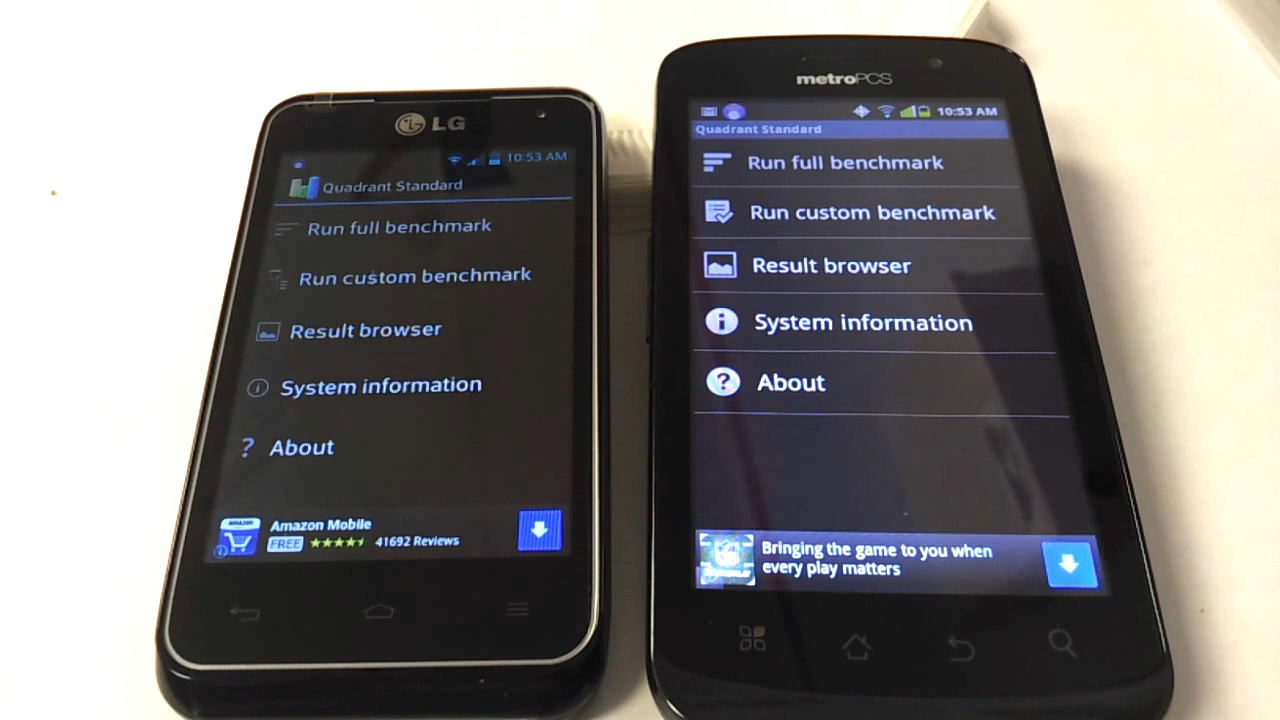 LG
10:53 AM
Quadrant Standard
Run full benchmark
Run custom benchmark
Result browser
System information
About
Amazon Mobile
FREE
41692 Reviews
metroPCS
10:53 AM
Quadrant Standard
Run full benchmark
Run custom benchmark
Result browser
System information
About
Bringing the game to you when
every play matters